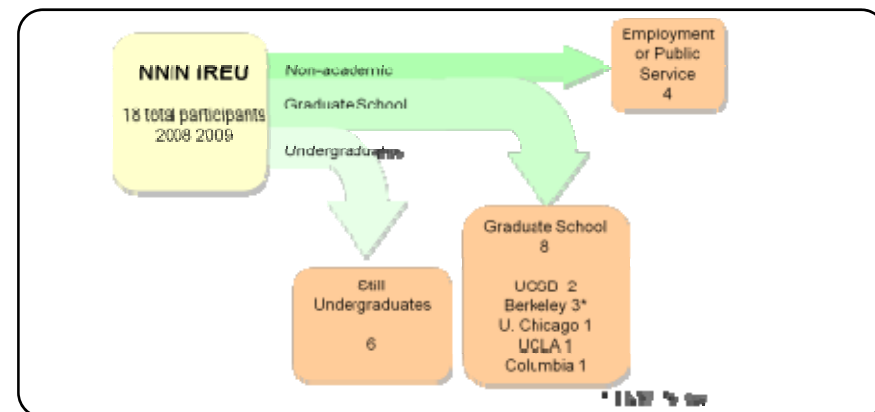 NNIN IREU
18 total participants
2008 2009
Non-academic
Graduate School
Undergraduates
Employment
or Public
Service
4
Graduate School
8
UCSD 2
Berkeley 3*
U. Chicago 1
UCLA 1
Columbia 1
Still
Undergraduates
6